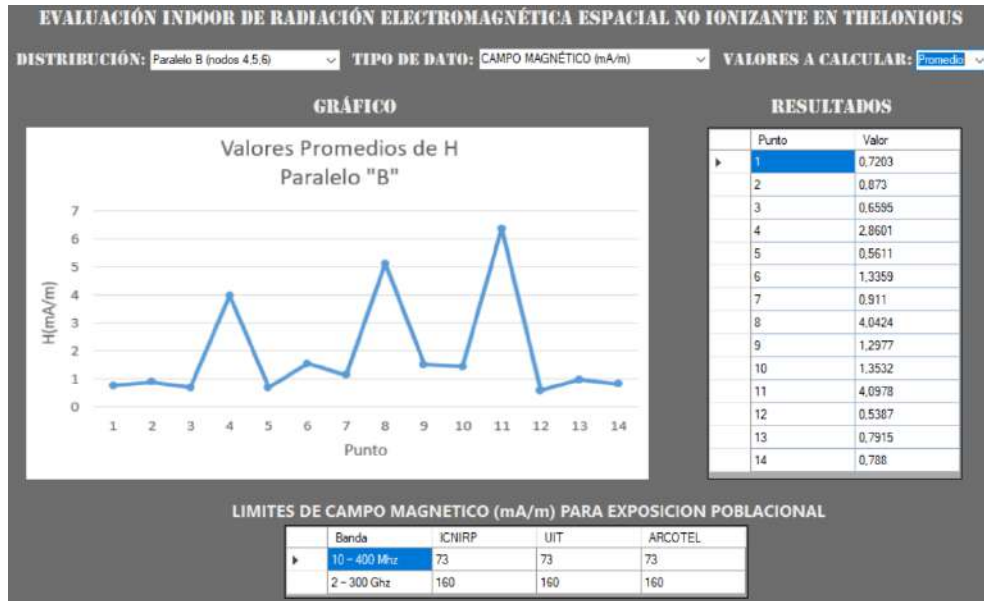 EVALUACIÓN INDOOR DE RADIACIÓN ELECTROMAGNÉTICA ESPACIAL NO IONIZANTE EN THELONIOUS
DISTRIBUCIÓN: Paralelo B (nodos 4,5,6) TIPO DE DATO: CAMPO MAGNÉTICO (mA/m) VALORES A CALCULAR: Promedio
GRÁFICO
Valores Promedios de H
Paralelo "B"
H(mA/m)
7
6
5
4
3
2
1
0
1 2 3 4 5 6 7 8 9 10 11 12 13 14
Punto
RESULTADOS
Punto Valor
1 0,7203
2 0,873
3 0,6595
4 2,8601
5 0,5611
6 1,3359
7 0,911
8 4,0424
9 1,2977
10 1,3532
11 4,0978
12 0,5387
13 0,7915
14 0,788
LIMITES DE CAMPO MAGNETICO (mA/m) PARA EXPOSICION POBLACIONAL
Banda ICNIRP UIT ARCOTEL
10 – 400 Mhz 73 73 73
2 – 300 Ghz 160 160 160